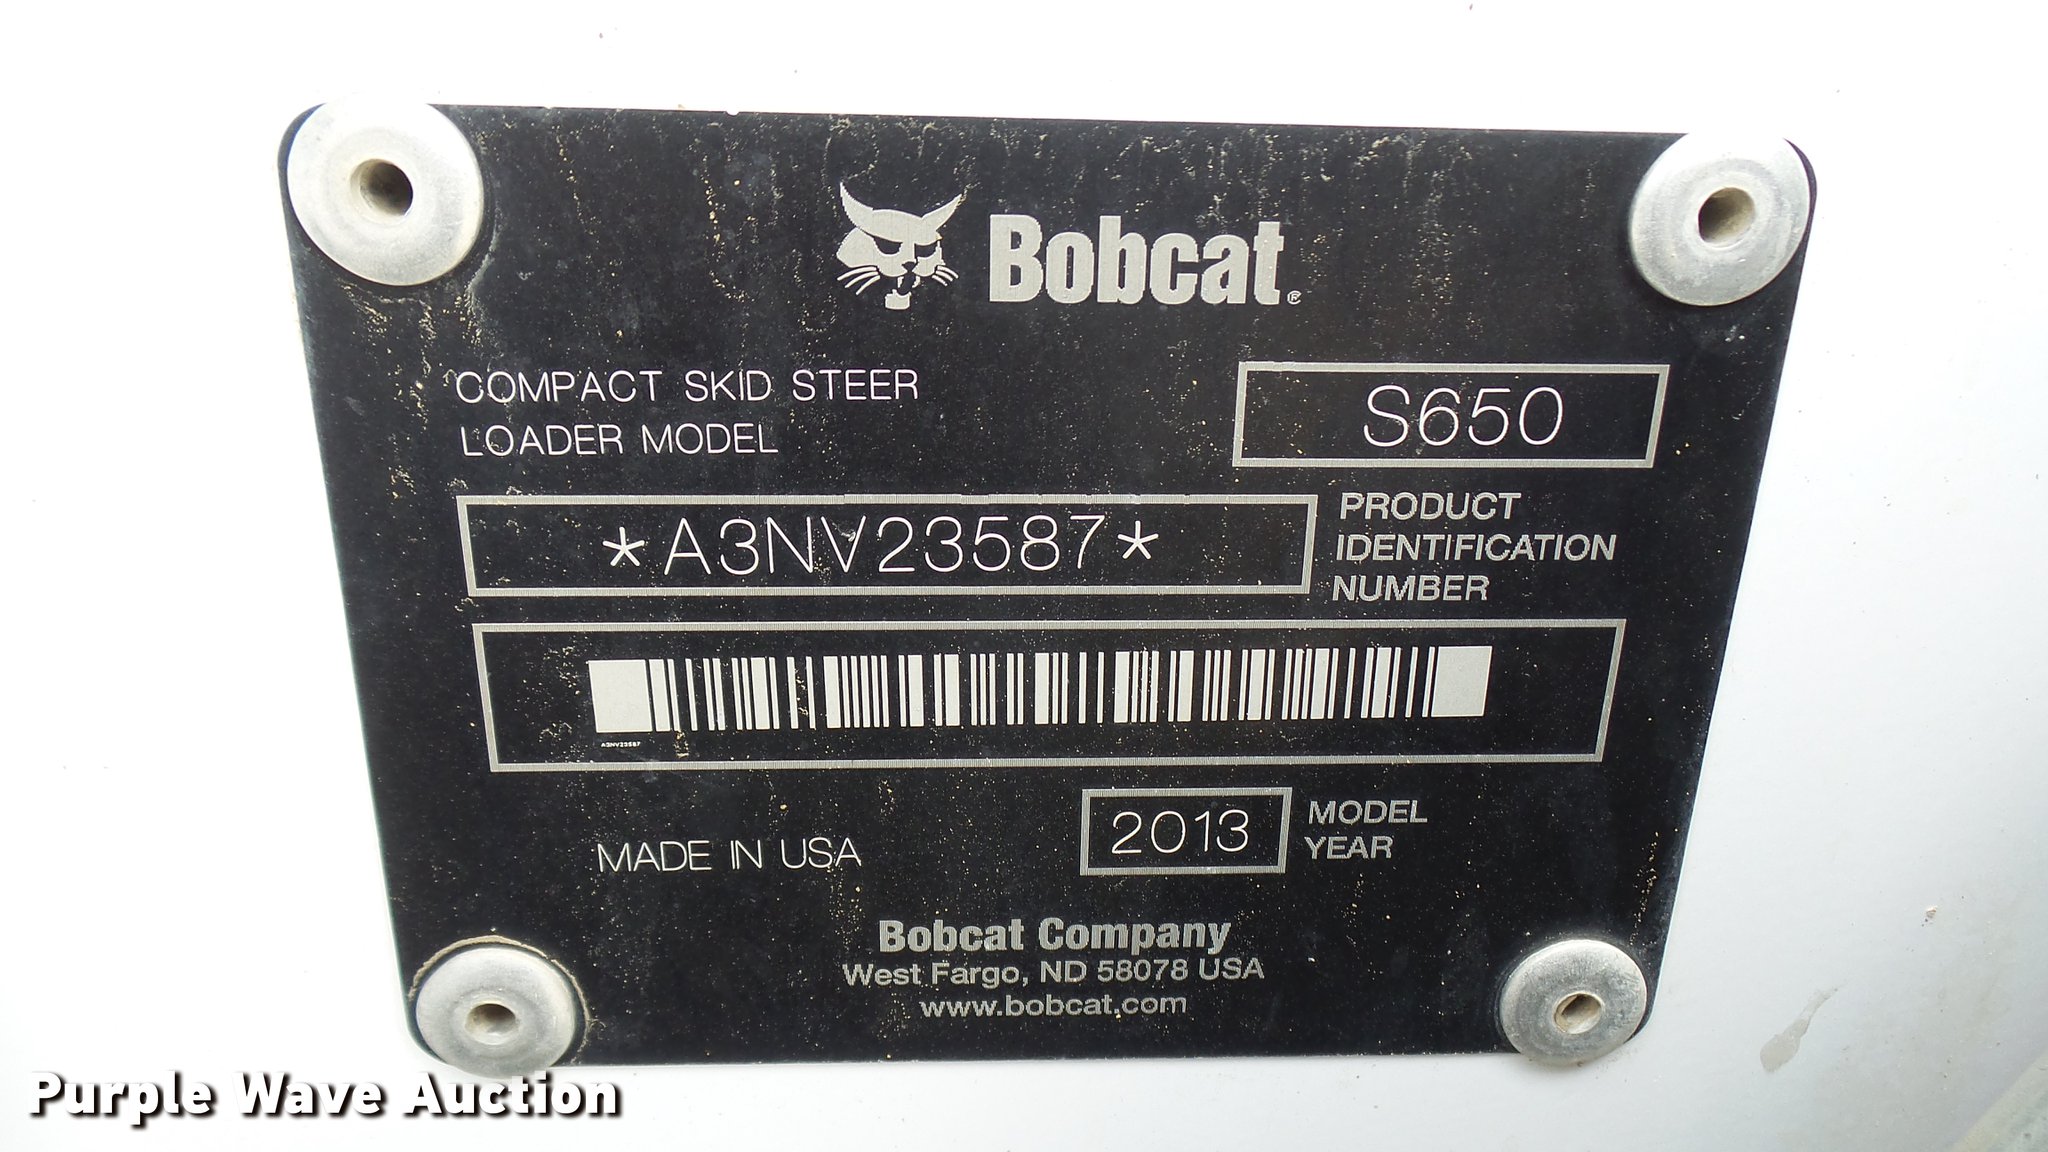 Bobcat®
COMPACT SKID STEER
LOADER MODEL
S650
*A3NV23587*
PRODUCT
IDENTIFICATION
NUMBER
A3NV23587
MADE IN USA
2013
MODEL
YEAR
Bobcat Company
West Fargo, ND 58078 USA
www.bobcat.com
Purple Wave Auction